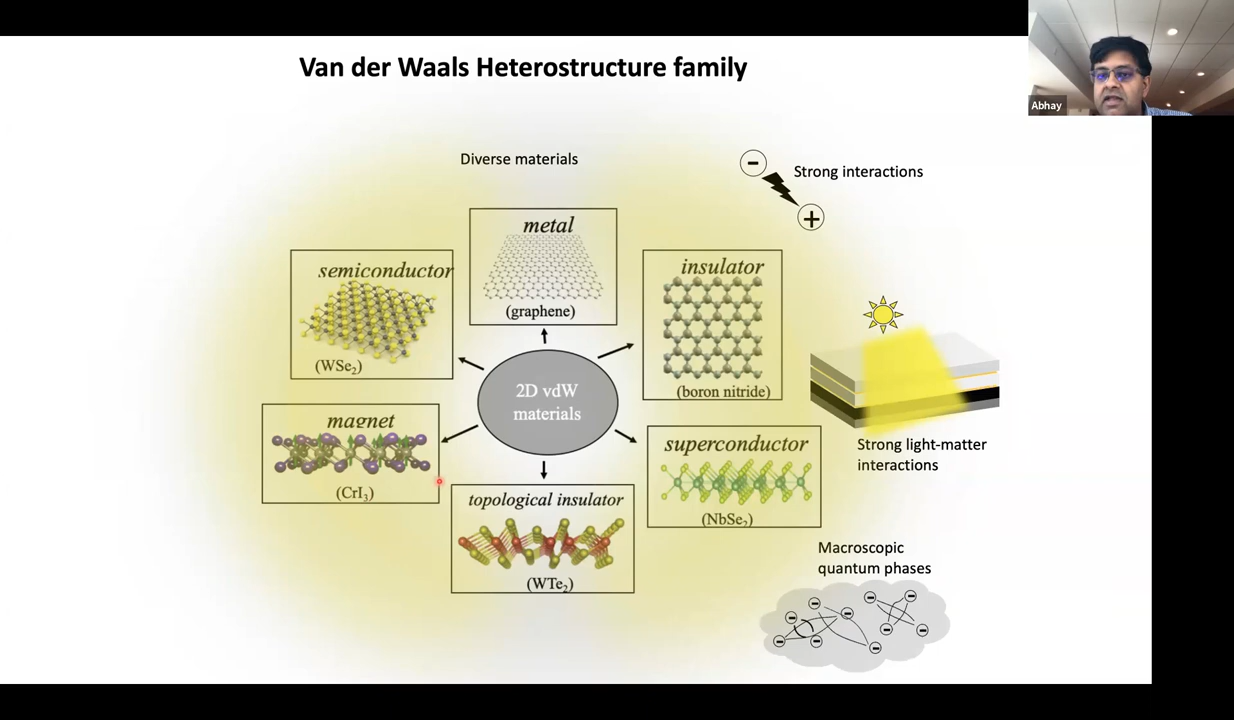 Van der Waals Heterostructure family
Abhay
Diverse materials
Strong interactions
metal
(graphene)
semiconductor
(WSe₂)
insulator
(boron nitride)
2D vdW
materials
magnet
(CrI₃)
superconductor
(NbSe₂)
topological insulator
(WTe₂)
Strong light-matter
interactions
Macroscopic
quantum phases